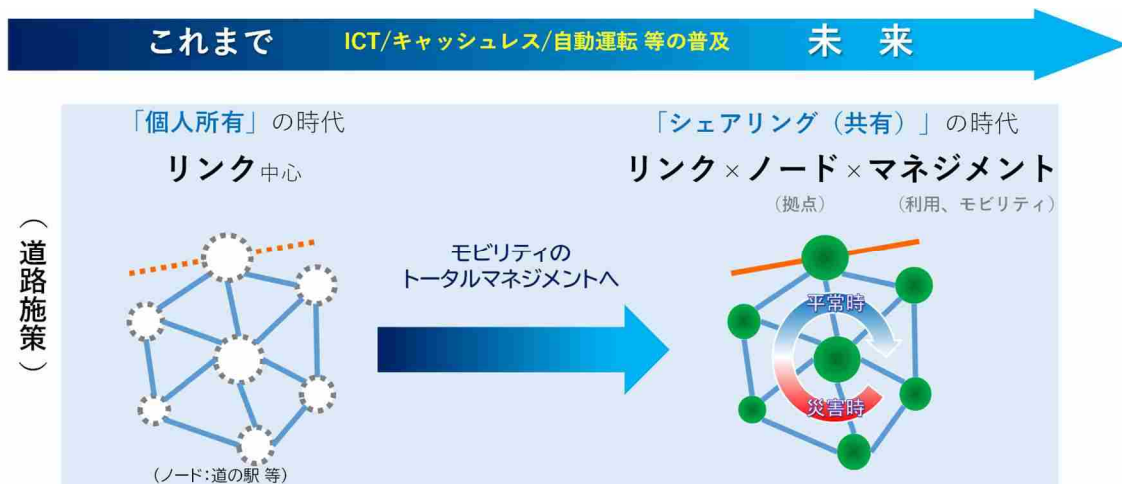 これまで
ICT/キャッシュレス/自動運転 等の普及
未 来
「個人所有」の時代
リンク中心
「シェアリング（共有）」の時代
リンク×ノード×マネジメント
（拠点）
（利用、モビリティ）
（道路施策）
モビリティの
トータルマネジメントへ
平常時
災害時
（ノード：道の駅 等）